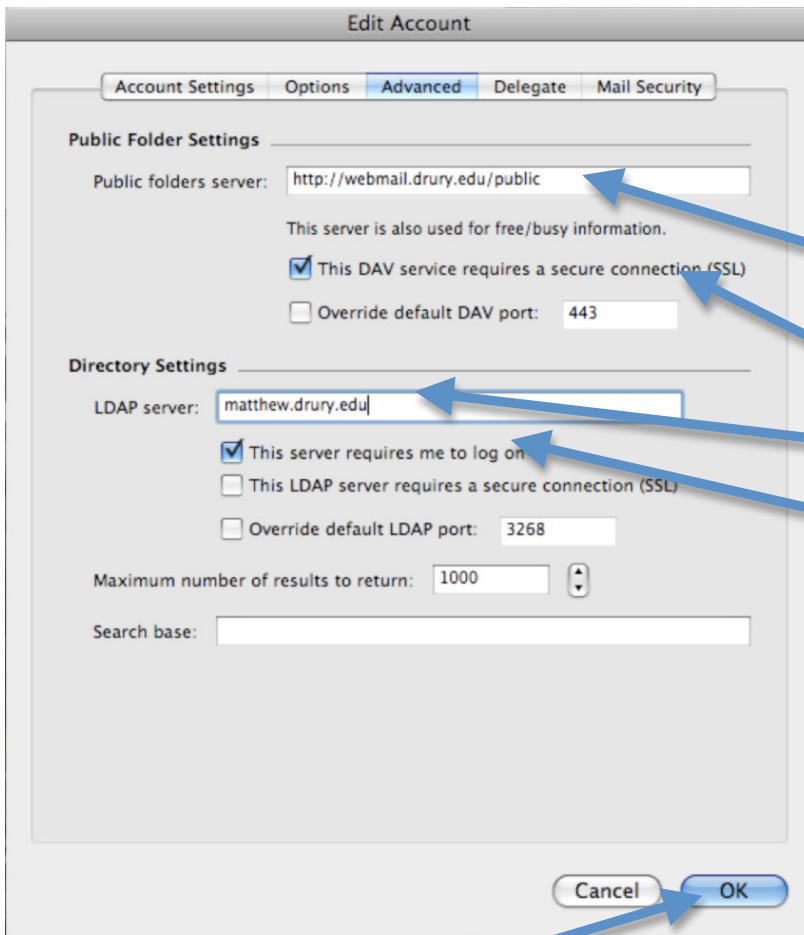 Edit Account
Account Settings Options Advanced Delegate Mail Security
Public Folder Settings
Public folders server: http://webmail.drury.edu/public
This server is also used for free/busy information.
This DAV service requires a secure connection (SSL)
Override default DAV port: 443
Directory Settings
LDAP server: matthew.drury.edu
This server requires me to log on
This LDAP server requires a secure connection (SSL)
Override default LDAP port: 3268
Maximum number of results to return: 1000
Search base:
Cancel OK